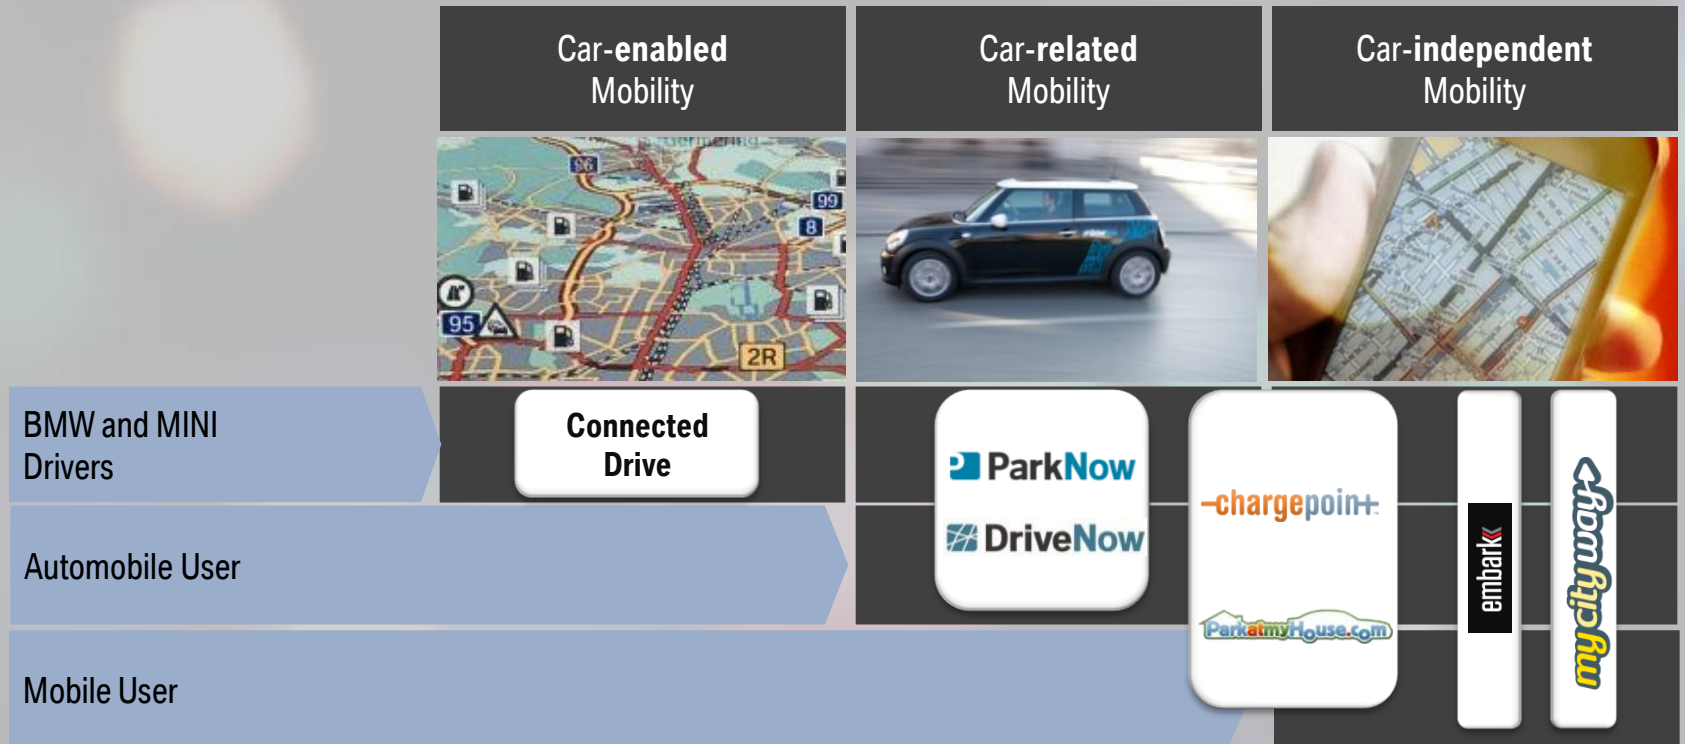 Car-enabled
Mobility
Car-related
Mobility
Car-independent
Mobility
96
99
8
95
2R
BMW and MINI
Drivers
Connected
Drive
ParkNow
DriveNow
-chargepoint™
ParkatmyHouse.com
embark
mycityway
Automobile User
Mobile User